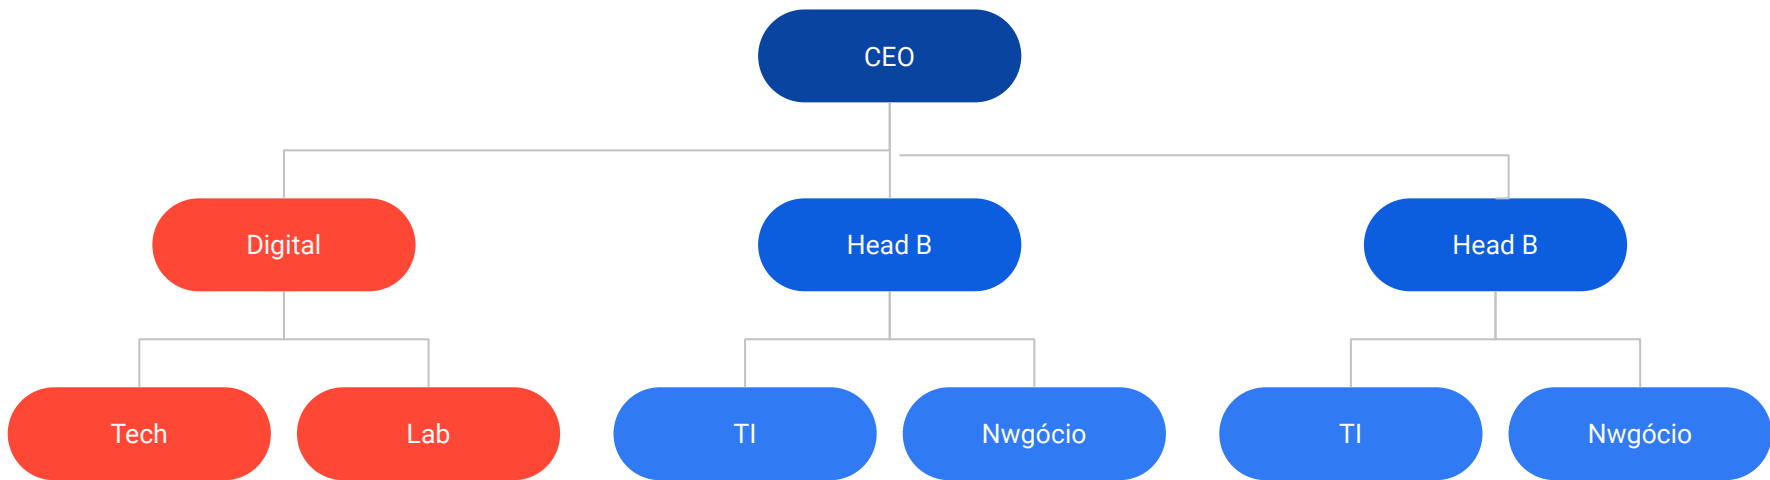 CEO
Digital
Head B
Head B
Tech
Lab
TI
Nwgócio
TI
Nwgócio